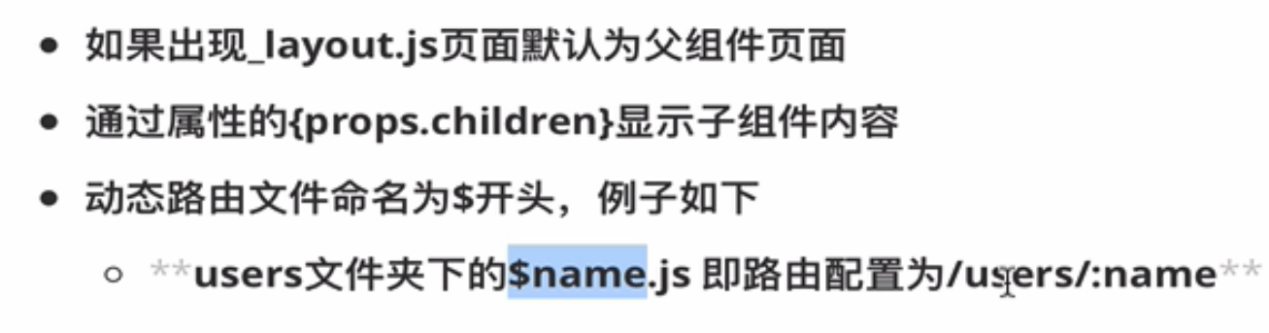 如果出现_layout.js页面默认为父组件页面
通过属性的{props.children}显示子组件内容
动态路由文件命名为$开头，例子如下
**users文件夹下的$name.js 即路由配置为/users/:name**